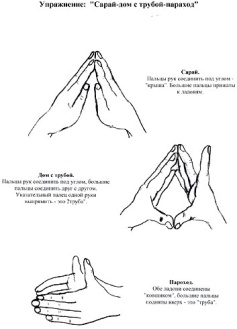 Упражнение: "Сарай-дом с трубой-пароход"
Сарай.
Пальцы рук соединить под углом -
"крыша". Большие пальцы прижаты
к ладоням
Дом с трубой.
Пальцы рук соединить под углом, большие
пальцы соединить друг с другом.
Указательный палец одной руки
выпрямить - это "труба".
Пароход.
Обе ладони соединены
"ковшиком", большие пальцы
подняты вверх - это "труба".